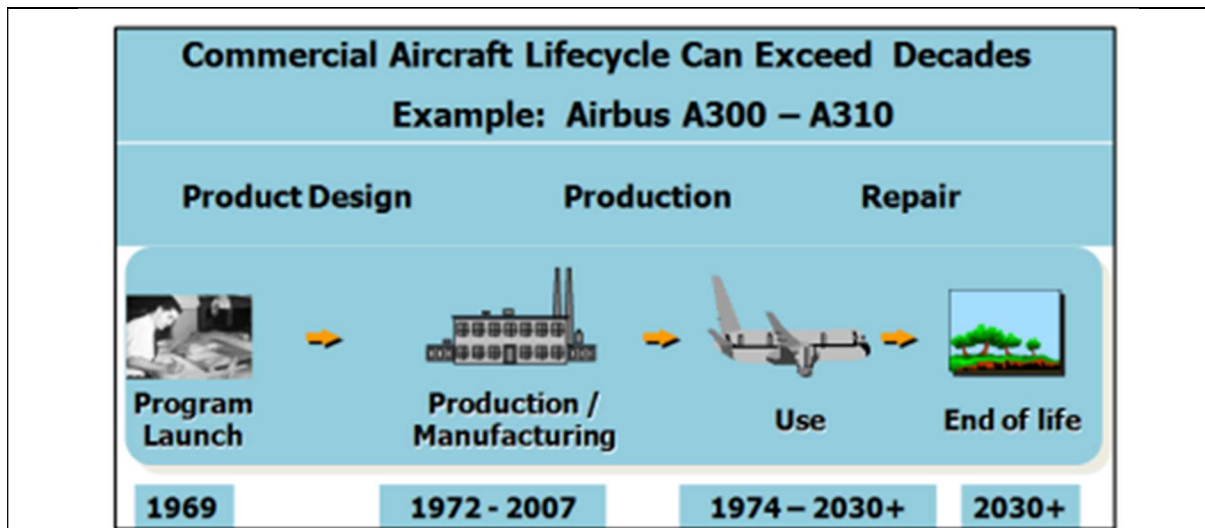 Commercial Aircraft Lifecycle Can Exceed Decades
Example: Airbus A300 – A310
Product Design Production Repair
Program Launch
Production / Manufacturing
Use
End of life
1969 1972 - 2007 1974 – 2030+ 2030+